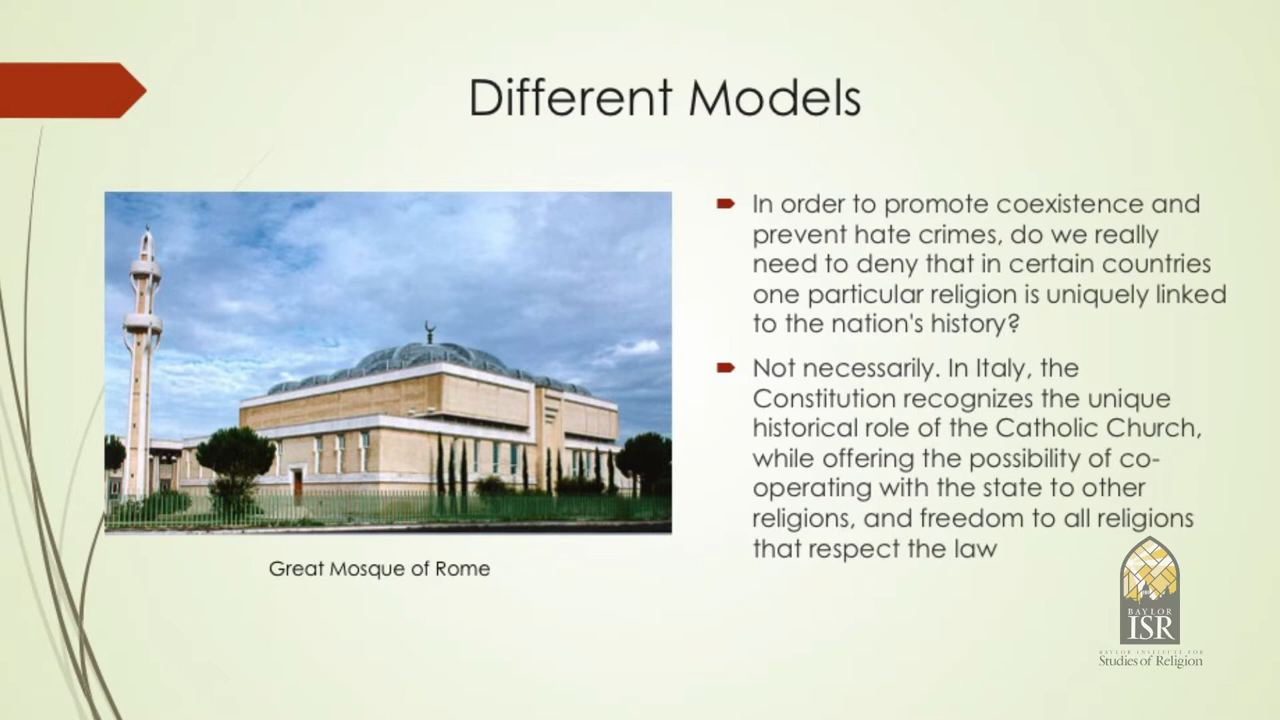 Different Models
In order to promote coexistence and
prevent hate crimes, do we really
need to deny that in certain countries
one particular religion is uniquely linked
to the nation's history?
Not necessarily. In Italy, the
Constitution recognizes the unique
historical role of the Catholic Church,
while offering the possibility of co-
operating with the state to other
religions, and freedom to all religions
that respect the law
Great Mosque of Rome
BAYLOR
ISR
BAYLOR INSTITUTE FOR
Studies of Religion